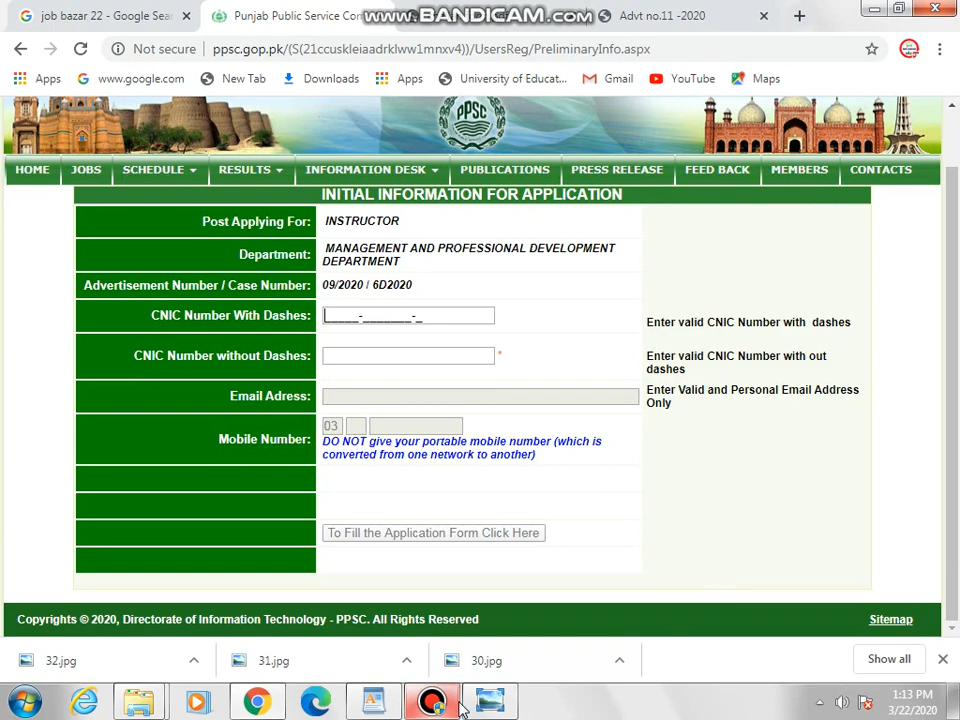 job bazar 22 - Google Sea
Punjab Public Service Co
WWW.BANDICAM.COM
Advt no.11 -2020
Not secure
ppsc.gop.pk/(S(21ccuskleiaadrklww1mnxv4))/UsersReg/PreliminaryInfo.aspx
Apps
www.google.com
New Tab
Downloads
Apps
University of Educat...
Gmail
YouTube
Maps
PPSC
HOME
JOBS
SCHEDULE
RESULTS
INFORMATION DESK
PUBLICATIONS
PRESS RELEASE
FEED BACK
MEMBERS
CONTACTS
INITIAL INFORMATION FOR APPLICATION
Post Applying For: INSTRUCTOR
Department: MANAGEMENT AND PROFESSIONAL DEVELOPMENT
DEPARTMENT
Advertisement Number / Case Number: 09/2020 / 6D2020
CNIC Number With Dashes: _____-_______-_
Enter valid CNIC Number with dashes
CNIC Number without Dashes: *
Enter valid CNIC Number with out
dashes
Email Adress:
Enter Valid and Personal Email Address
Only
Mobile Number: 03
DO NOT give your portable mobile number (which is
converted from one network to another)
To Fill the Application Form Click Here
Copyrights © 2020, Directorate of Information Technology - PPSC. All Rights Reserved
Sitemap
32.jpg
31.jpg
30.jpg
Show all
1:13 PM
3/22/2020